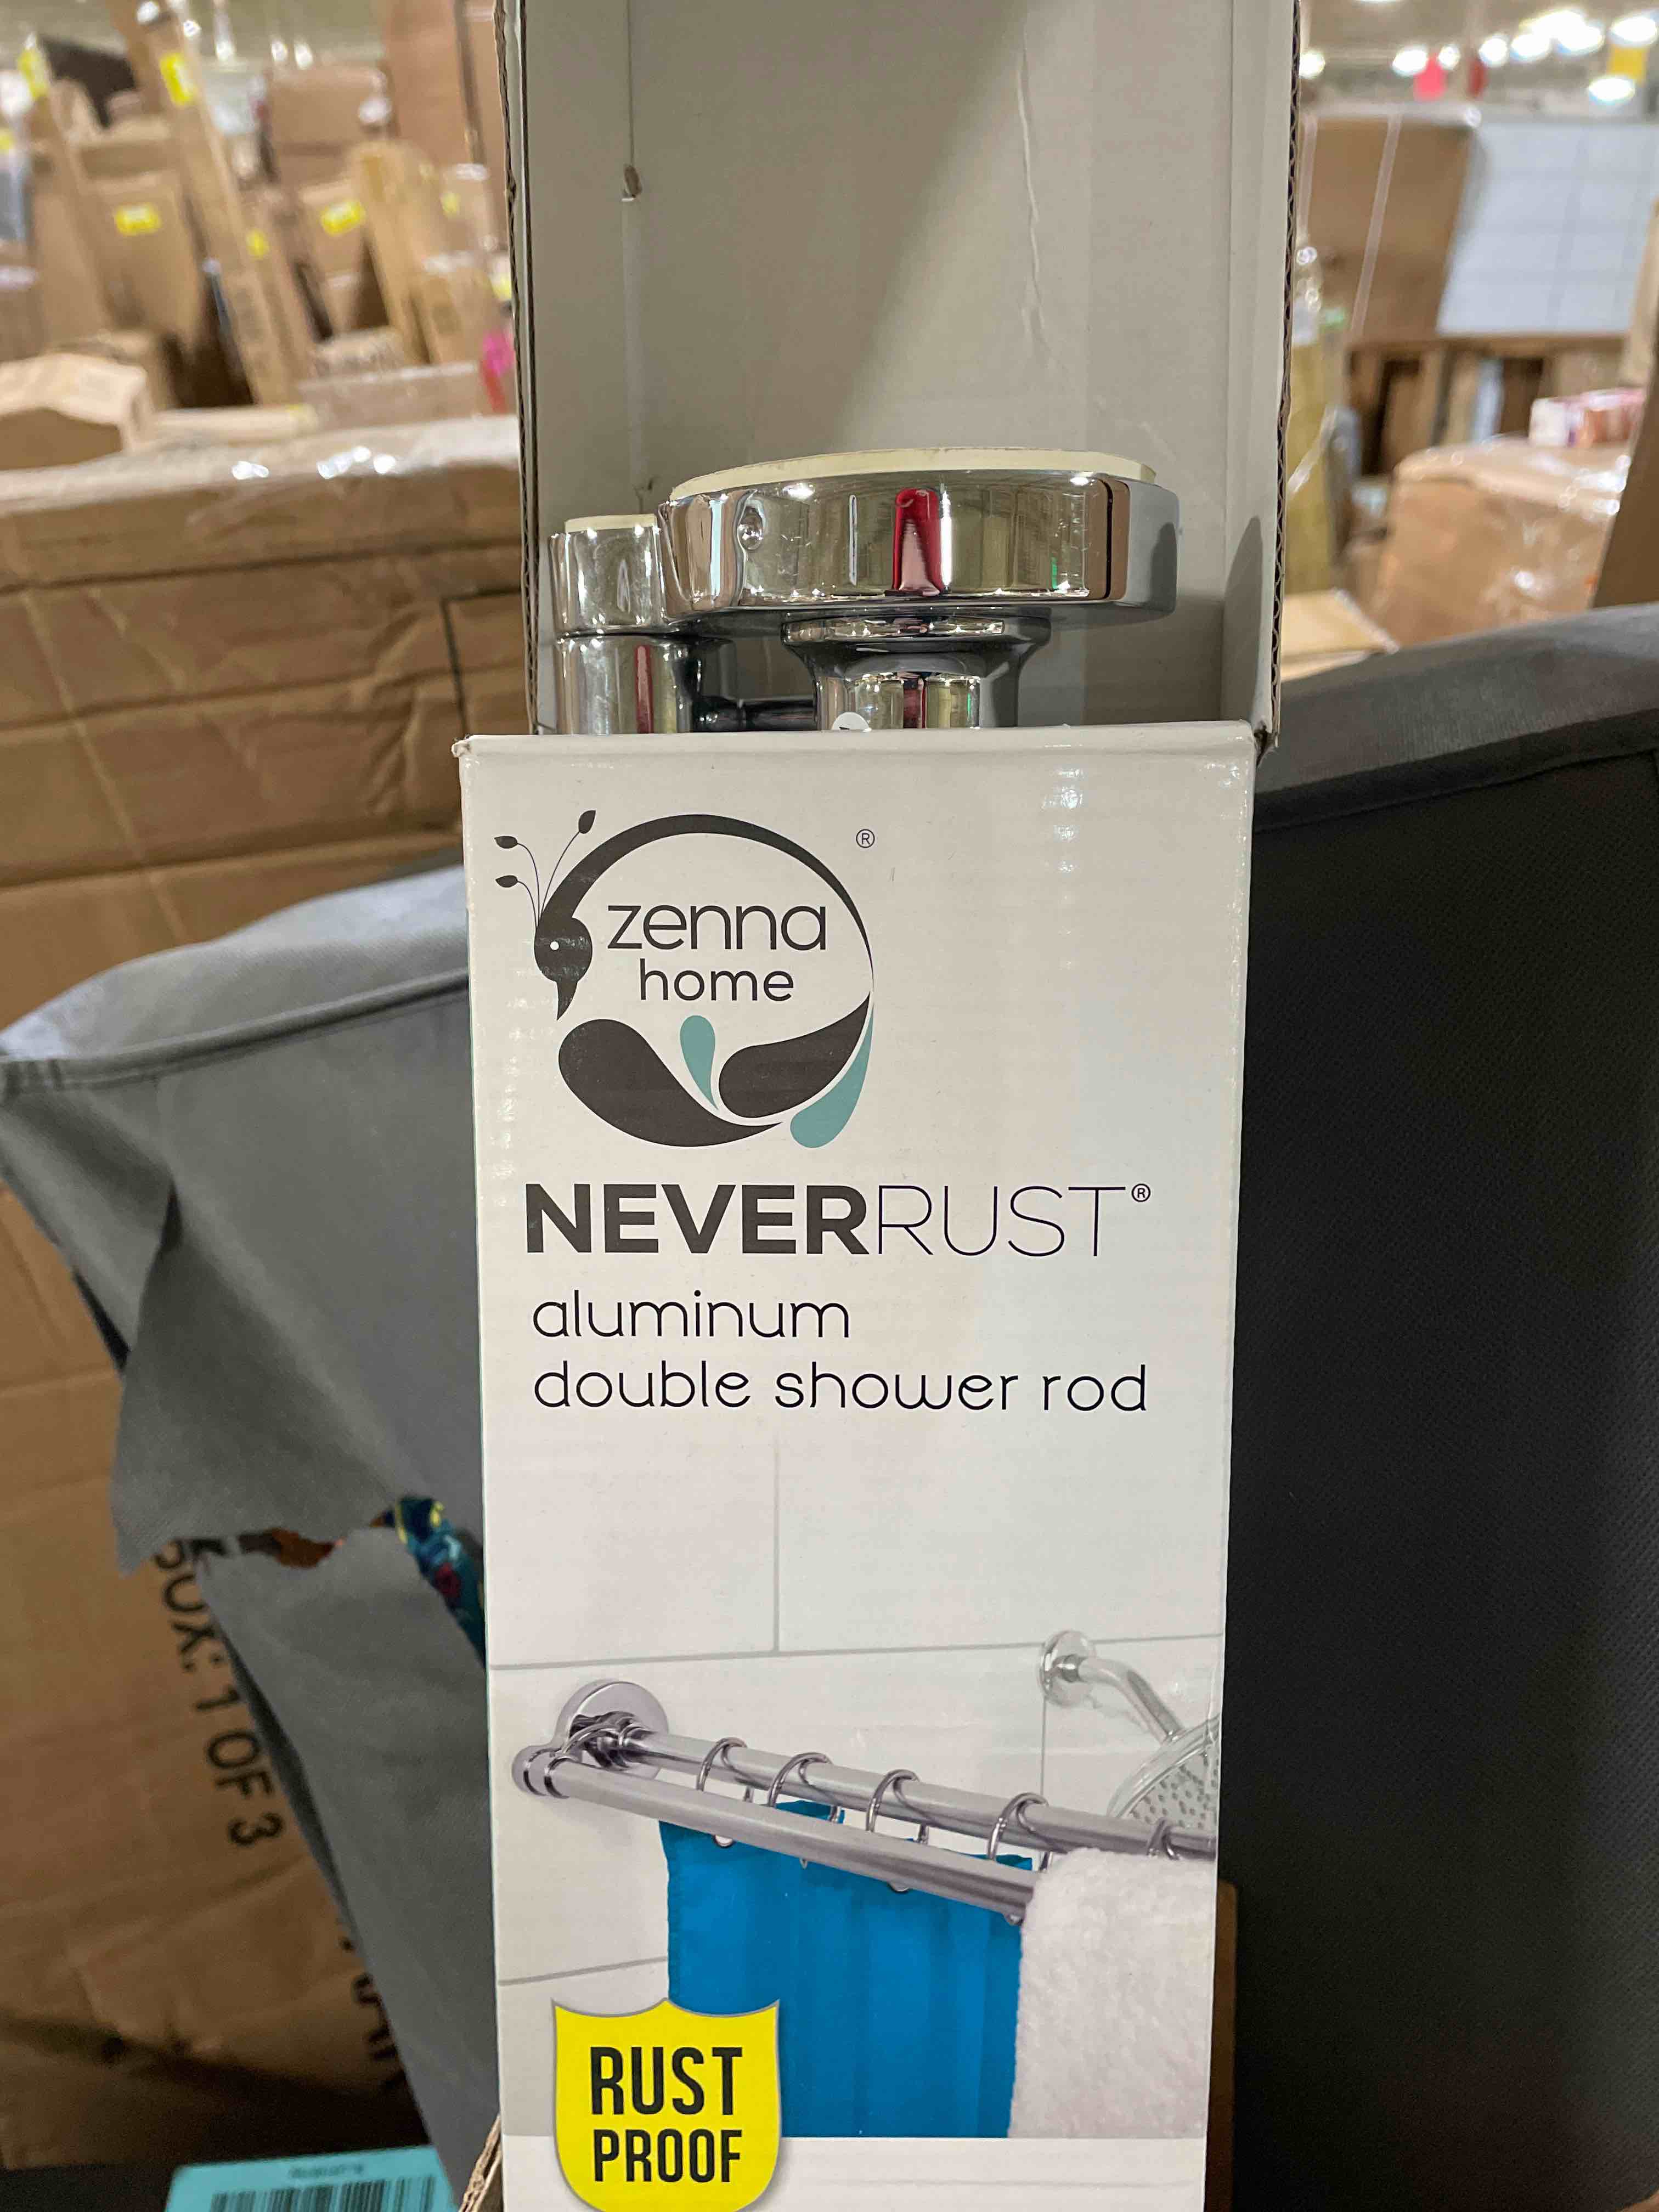 ®
zenna
home
NEVERRUST®
aluminum
double shower rod
RUST
PROOF
BOX: 1 OF 3